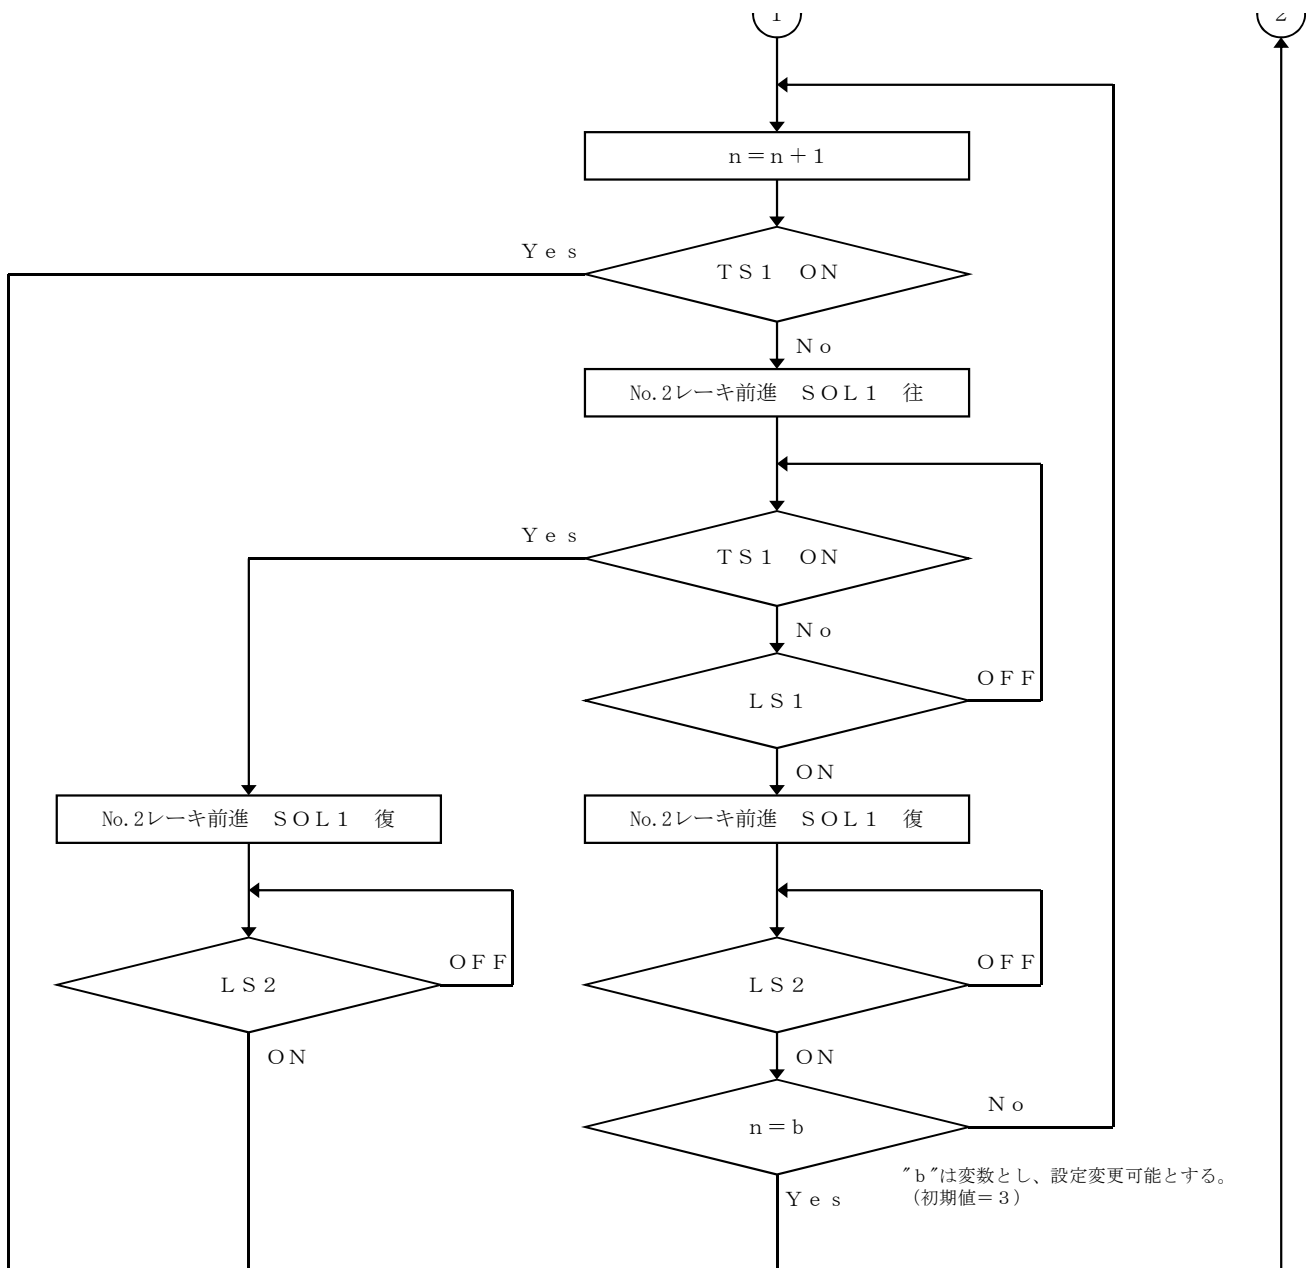 1
2
n=n+1
Yes
TS1 ON
No
No.2レーキ前進 SOL1 往
Yes
TS1 ON
No
LS1
OFF
ON
No.2レーキ前進 SOL1 復
No.2レーキ前進 SOL1 復
LS2
OFF
LS2
OFF
ON
ON
n=b
No
"b"は変数とし、設定変更可能とする。
Yes
(初期値=3)